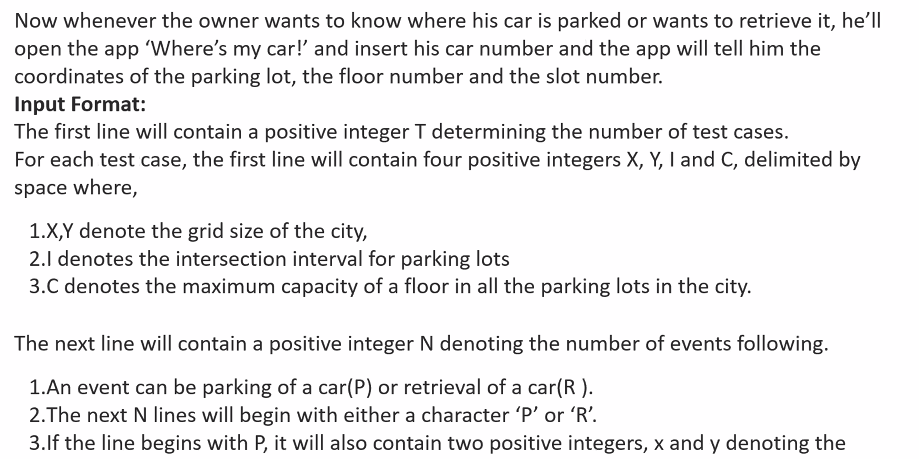 Now whenever the owner wants to know where his car is parked or wants to retrieve it, he’ll
open the app ‘Where’s my car!’ and insert his car number and the app will tell him the
coordinates of the parking lot, the floor number and the slot number.
Input Format:
The first line will contain a positive integer T determining the number of test cases.
For each test case, the first line will contain four positive integers X, Y, I and C, delimited by
space where,
1.X,Y denote the grid size of the city,
2.I denotes the intersection interval for parking lots
3.C denotes the maximum capacity of a floor in all the parking lots in the city.
The next line will contain a positive integer N denoting the number of events following.
1.An event can be parking of a car(P) or retrieval of a car(R ).
2.The next N lines will begin with either a character ‘P’ or ‘R’.
3.If the line begins with P, it will also contain two positive integers, x and y denoting the